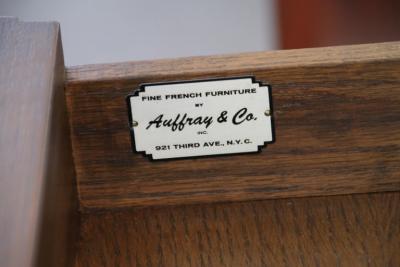 FINE FRENCH FURNITURE
BY
Auffray & Co.
INC.
921 THIRD AVE., N.Y.C.